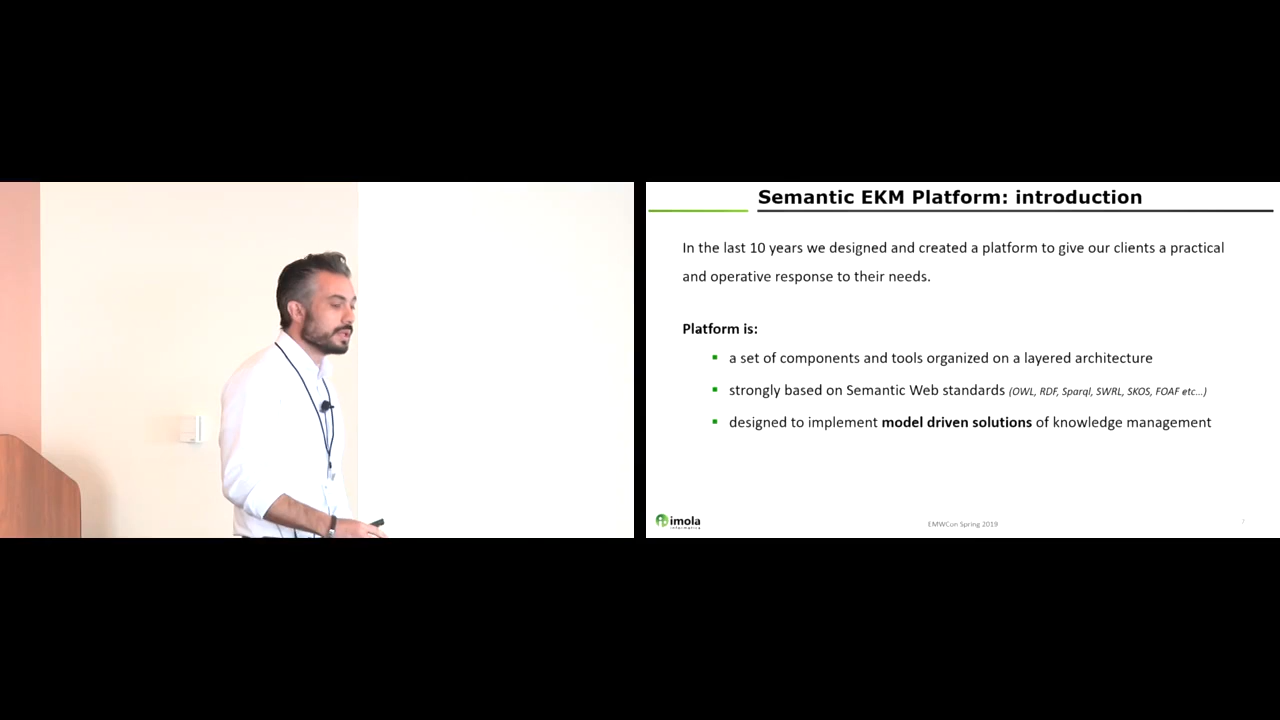 Semantic EKM Platform: introduction
In the last 10 years we designed and created a platform to give our clients a practical
and operative response to their needs.
Platform is:
a set of components and tools organized on a layered architecture
strongly based on Semantic Web standards (OWL, RDF, Sparql, SWRL, SKOS, FOAF etc...)
designed to implement model driven solutions of knowledge management
imola
informatica
EMWCon Spring 2019
7